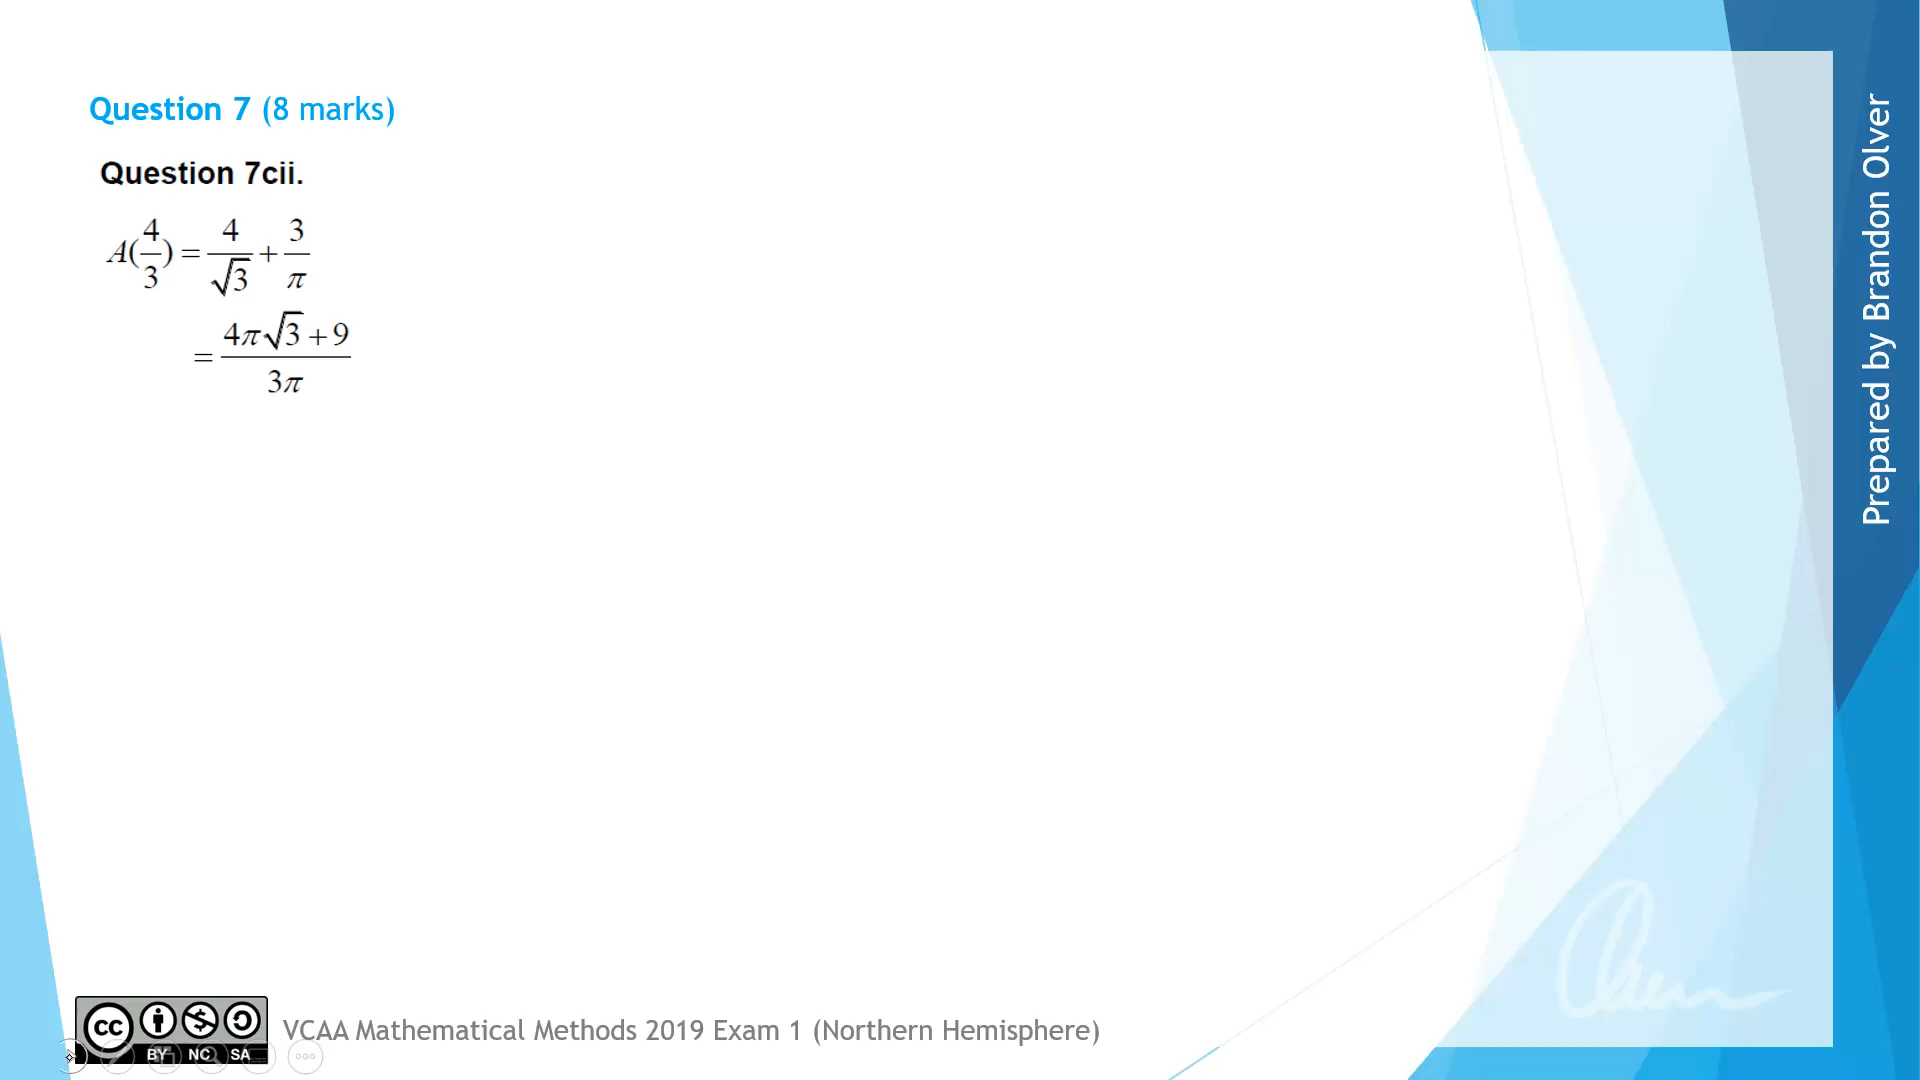 Question 7 (8 marks)
Question 7cii.
A(4/3) = 4/√3 + 3/π
= (4π√3 + 9)/3π
Prepared by Brandon Olver
VCAA Mathematical Methods 2019 Exam 1 (Northern Hemisphere)
cc
BY NC SA